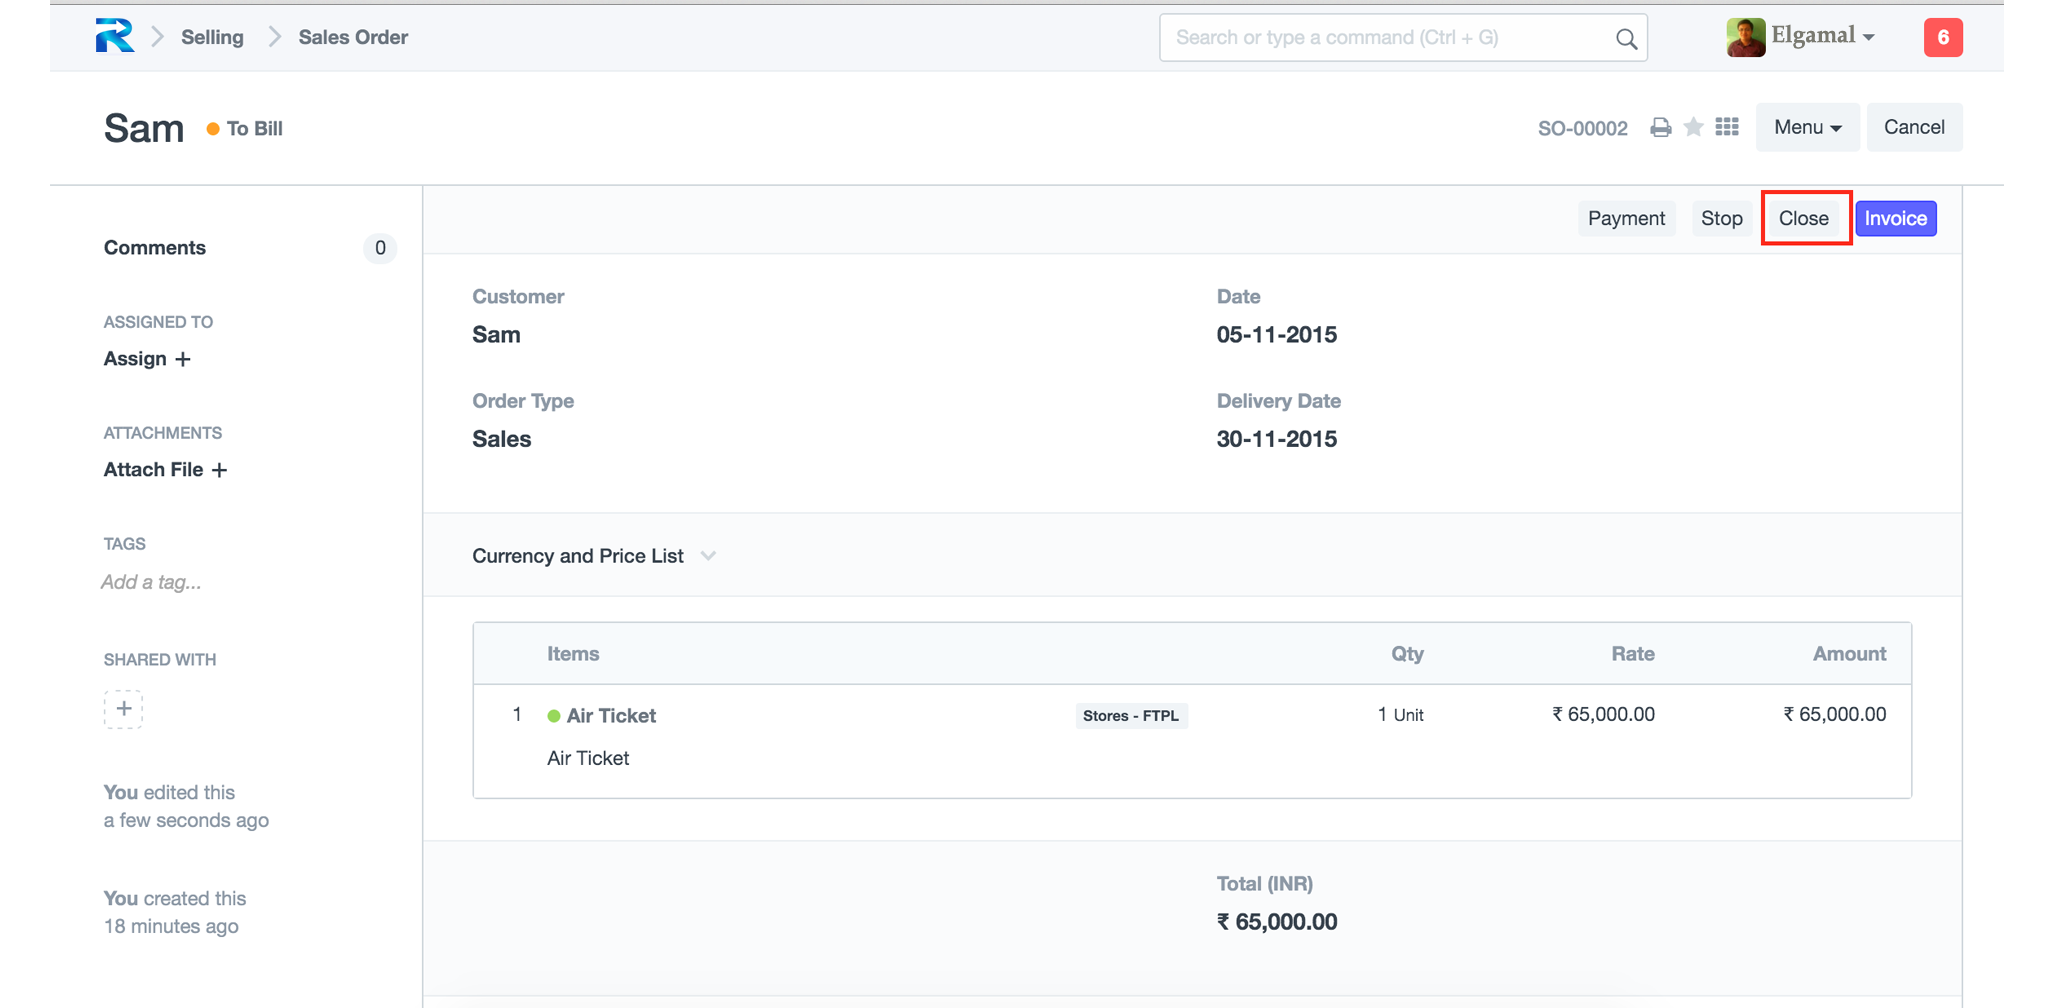 Selling
Sales Order
Search or type a command (Ctrl + G)
Elgamal
6
Sam
To Bill
SO-00002
Menu
Cancel
Payment
Stop
Close
Invoice
Comments
0
ASSIGNED TO
Assign +
ATTACHMENTS
Attach File +
TAGS
Add a tag...
SHARED WITH
+
You edited this
a few seconds ago
You created this
18 minutes ago
Customer
Sam
Date
05-11-2015
Order Type
Sales
Delivery Date
30-11-2015
Currency and Price List
Items Qty Rate Amount
1 Air Ticket Stores - FTPL 1 Unit ₹ 65,000.00 ₹ 65,000.00
Air Ticket
Total (INR)
₹ 65,000.00